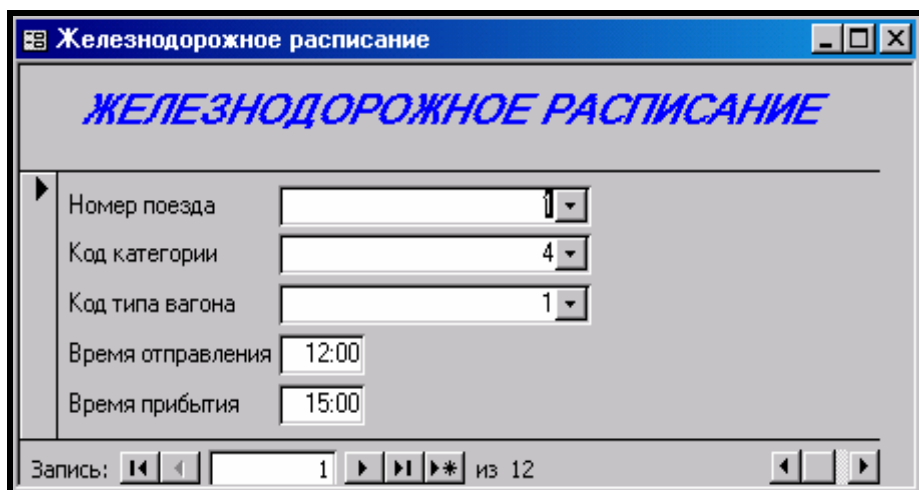 Железнодорожное расписание
ЖЕЛЕЗНОДОРОЖНОЕ РАСПИСАНИЕ
Номер поезда 1
Код категории 4
Код типа вагона 1
Время отправления 12:00
Время прибытия 15:00
Запись: 1 из 12